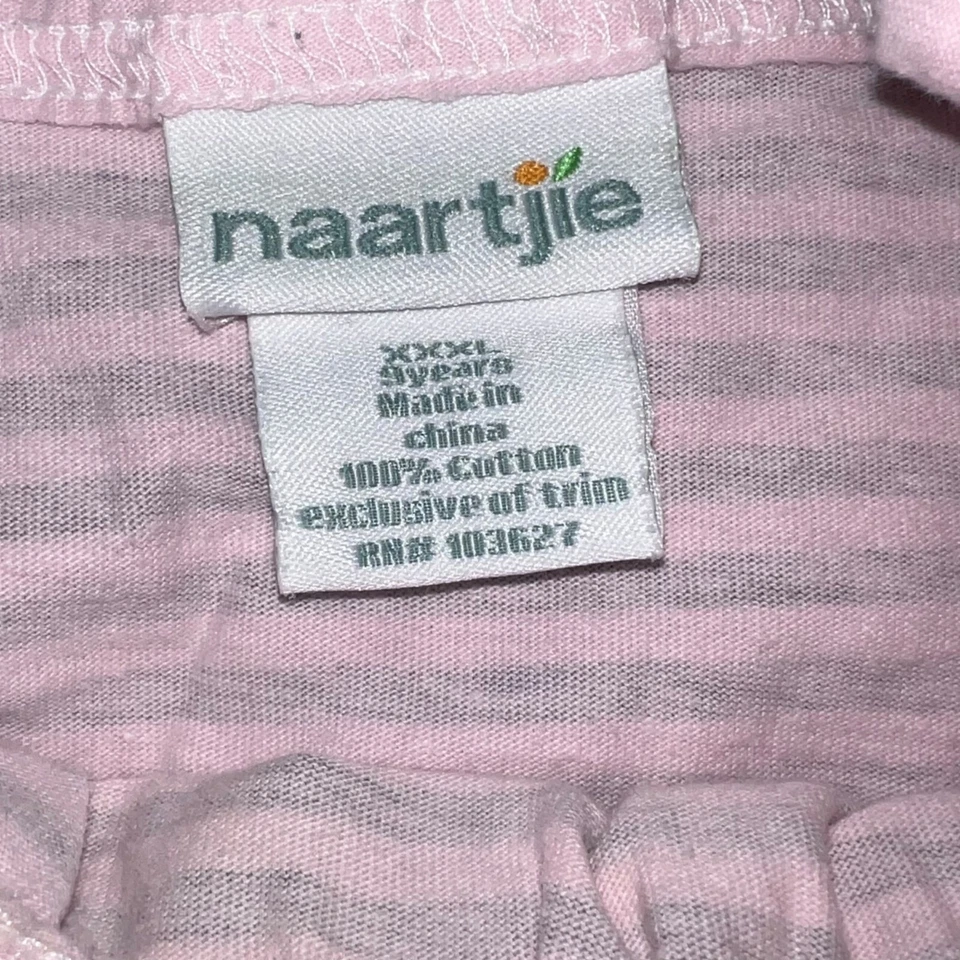 naartjie
XXXL
9years
Made in
china
100% Cotton
exclusive of trim
RN# 103627